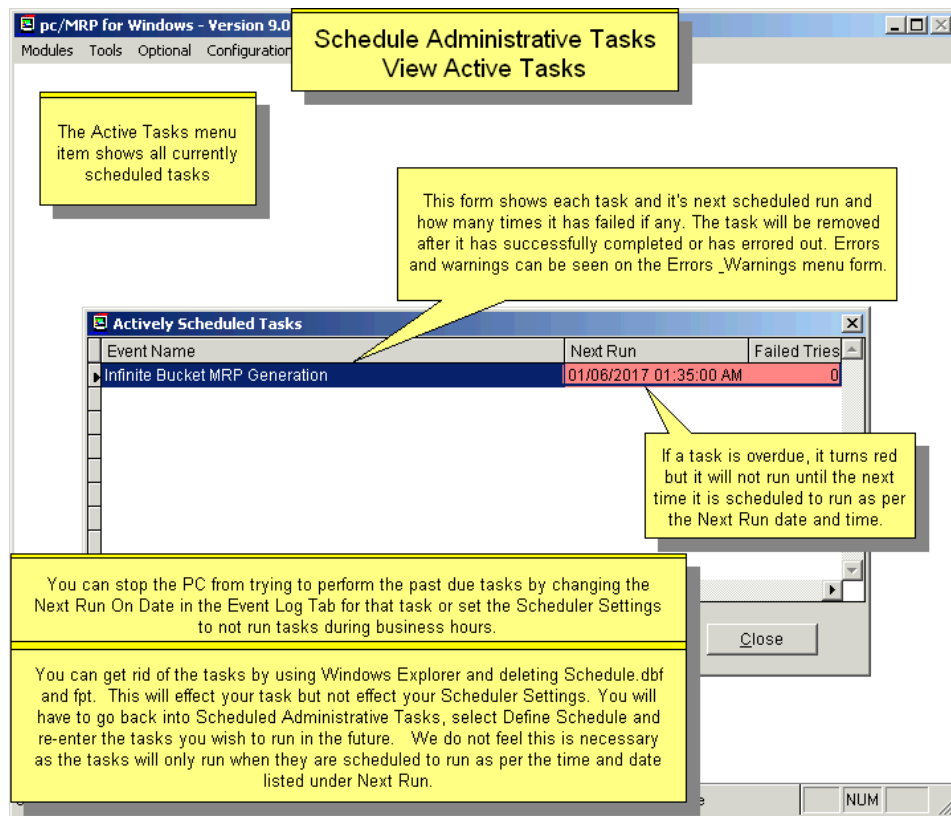 pc/MRP for Windows - Version 9.0
Modules Tools Optional Configuration
Schedule Administrative Tasks
View Active Tasks
The Active Tasks menu
item shows all currently
scheduled tasks
This form shows each task and it's next scheduled run and
how many times it has failed if any. The task will be removed
after it has successfully completed or has errored out. Errors
and warnings can be seen on the Errors _Warnings menu form.
Actively Scheduled Tasks
Event Name Next Run Failed Tries
Infinite Bucket MRP Generation 01/06/2017 01:35:00 AM 0
If a task is overdue, it turns red
but it will not run until the next
time it is scheduled to run as per
the Next Run date and time.
You can stop the PC from trying to perform the past due tasks by changing the
Next Run On Date in the Event Log Tab for that task or set the Scheduler Settings
to not run tasks during business hours.
Close
You can get rid of the tasks by using Windows Explorer and deleting Schedule.dbf
and fpt. This will effect your task but not effect your Scheduler Settings. You will
have to go back into Scheduled Administrative Tasks, select Define Schedule and
re-enter the tasks you wish to run in the future. We do not feel this is necessary
as the tasks will only run when they are scheduled to run as per the time and date
listed under Next Run.
NUM